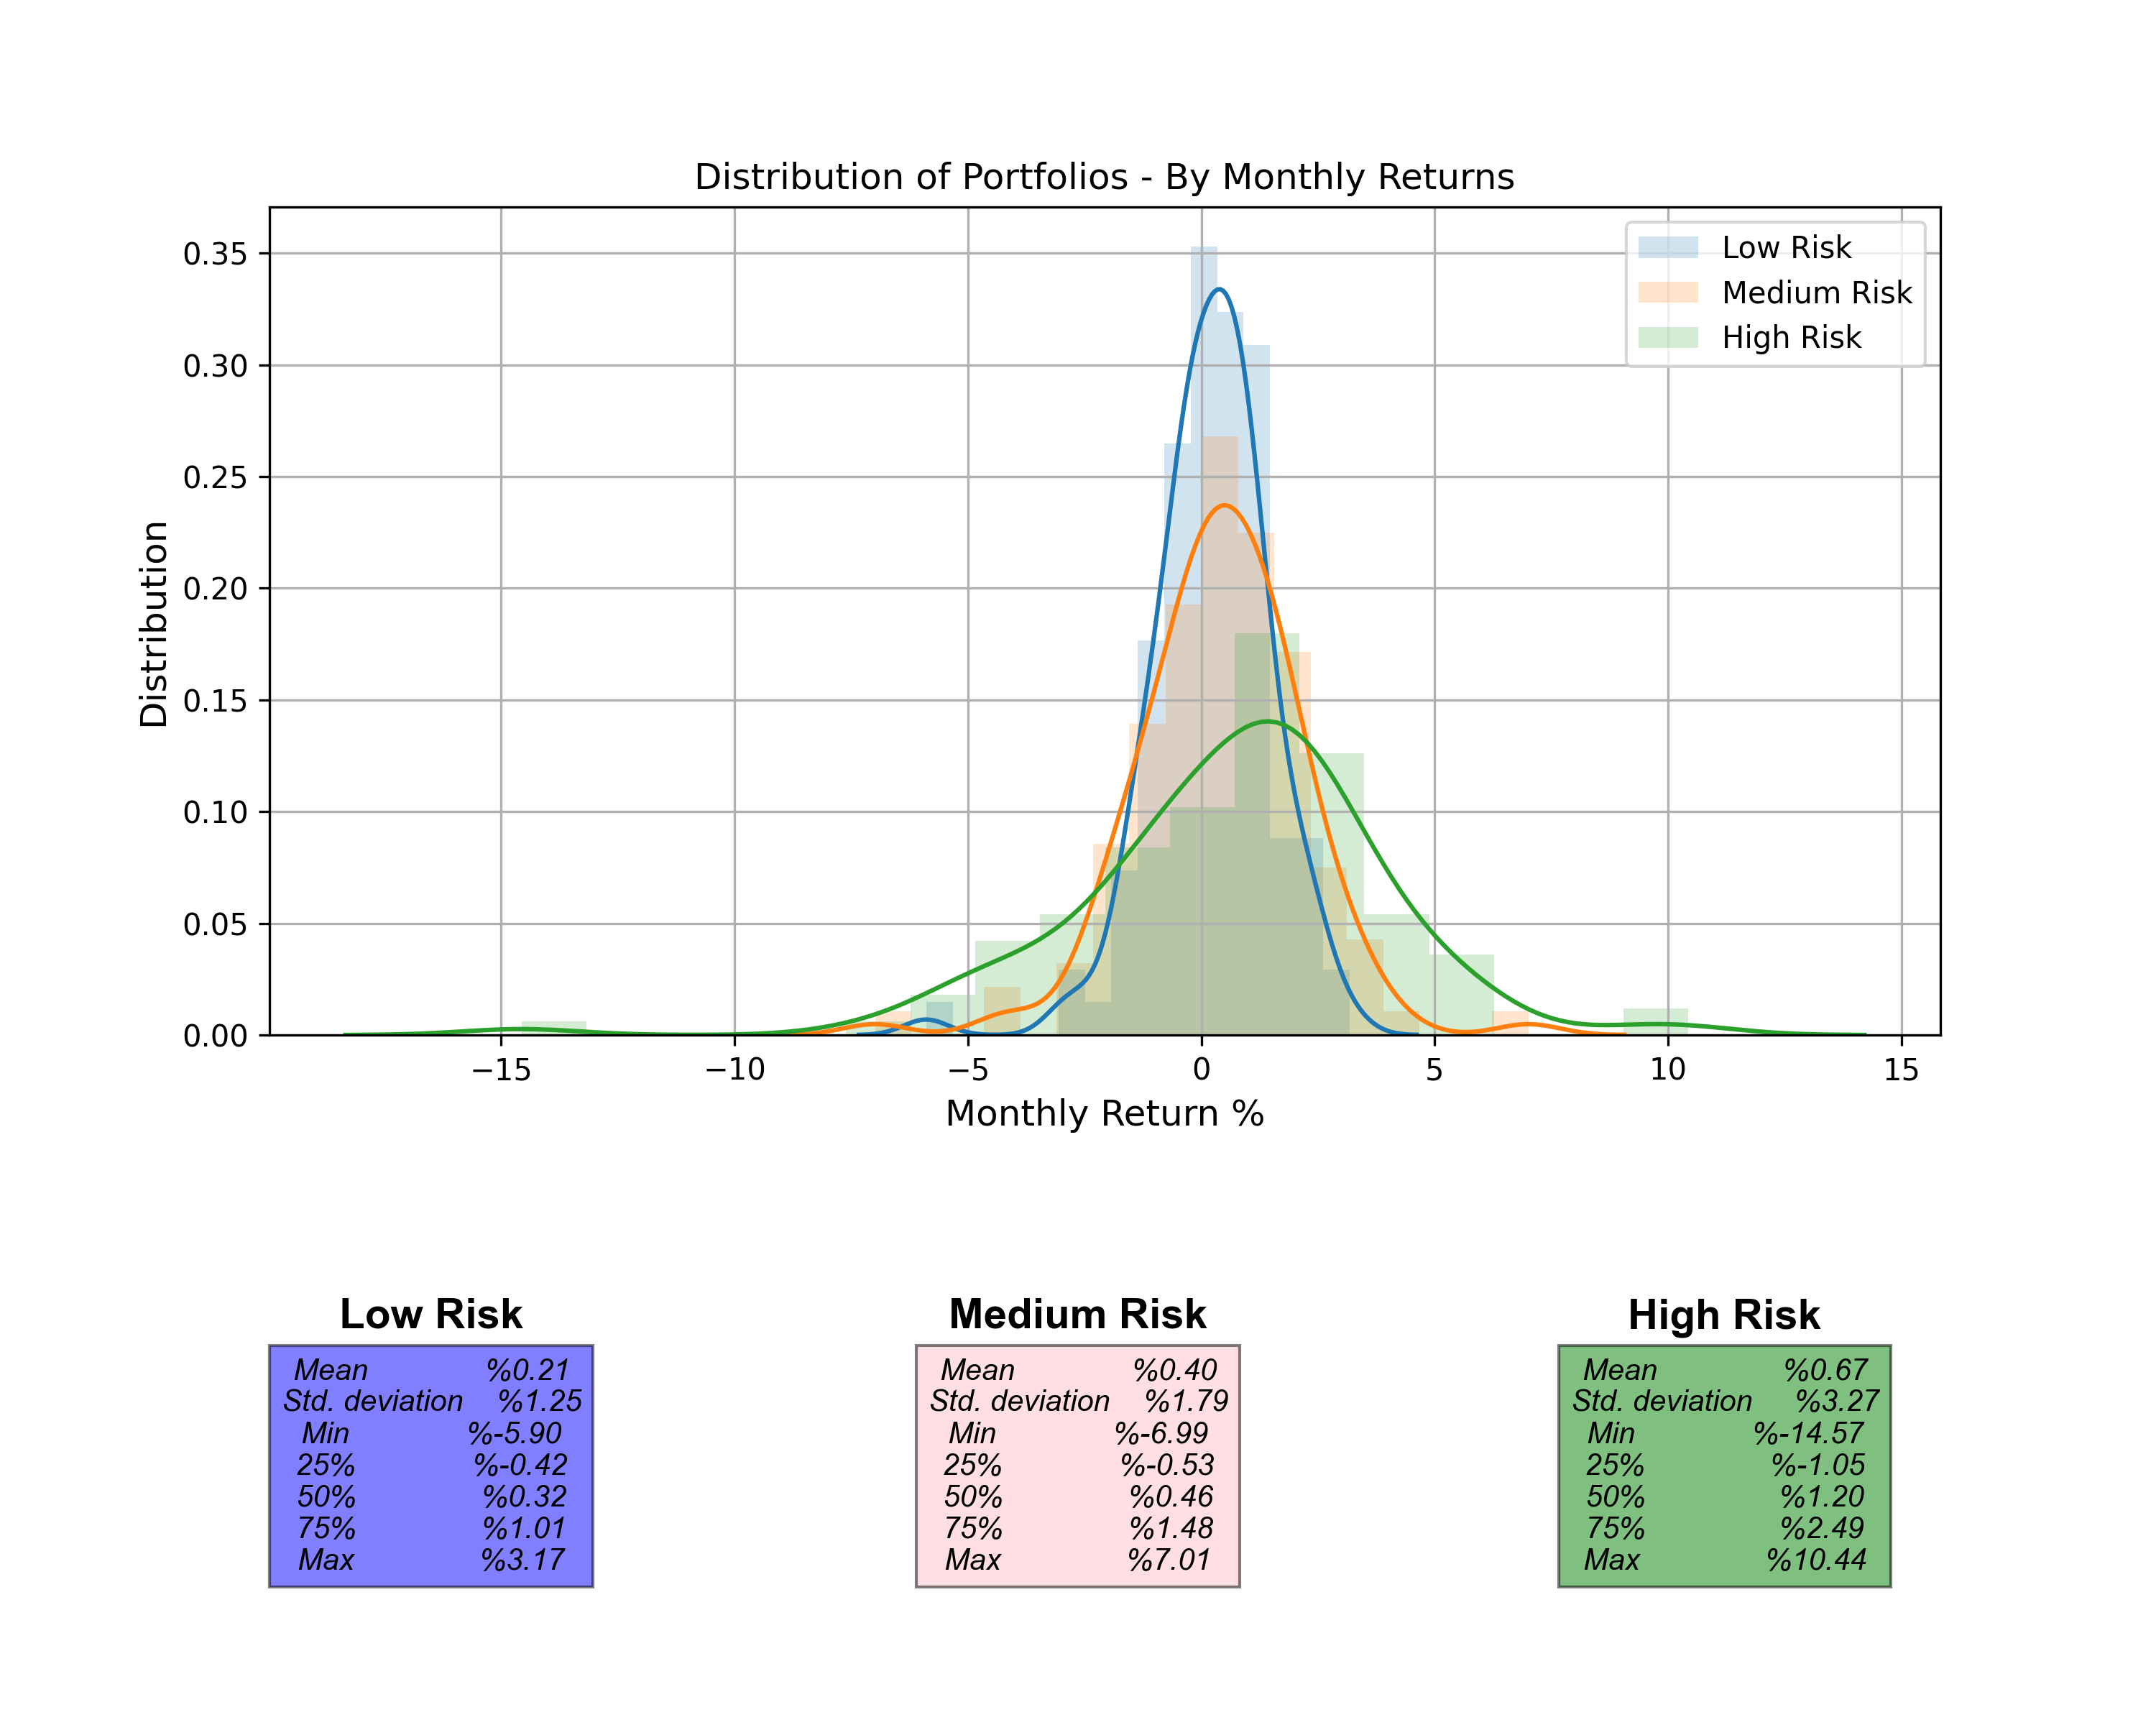 Distribution of Portfolios - By Monthly Returns
0.35
0.30
0.25
0.20
0.15
0.10
0.05
0.00
Distribution
Low Risk
Medium Risk
High Risk
−15 −10 −5 0 5 10 15
Monthly Return %
Low Risk
Mean %0.21
Std. deviation %1.25
Min %-5.90
25% %-0.42
50% %0.32
75% %1.01
Max %3.17
Medium Risk
Mean %0.40
Std. deviation %1.79
Min %-6.99
25% %-0.53
50% %0.46
75% %1.48
Max %7.01
High Risk
Mean %0.67
Std. deviation %3.27
Min %-14.57
25% %-1.05
50% %1.20
75% %2.49
Max %10.44